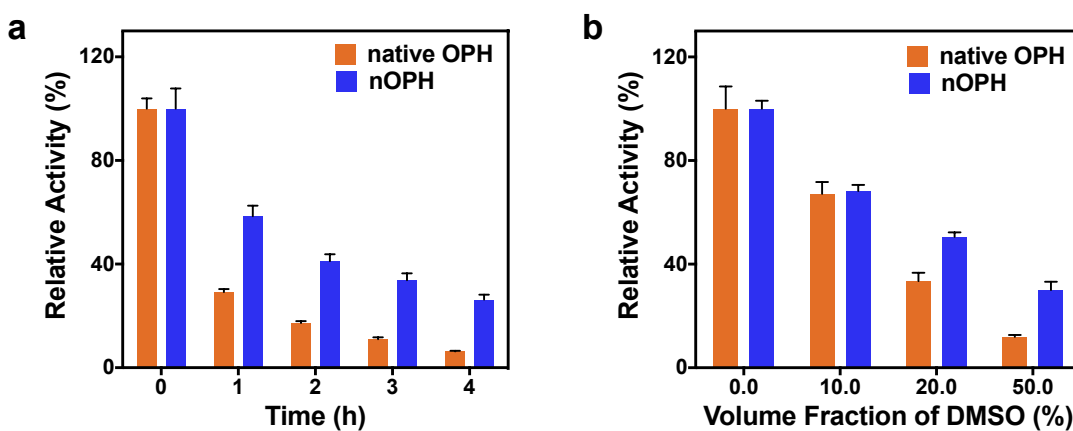 a
native OPH
nOPH
Relative Activity (%)
120
80
40
0
0 1 2 3 4
Time (h)
b
native OPH
nOPH
Relative Activity (%)
120
80
40
0
0.0 10.0 20.0 50.0
Volume Fraction of DMSO (%)